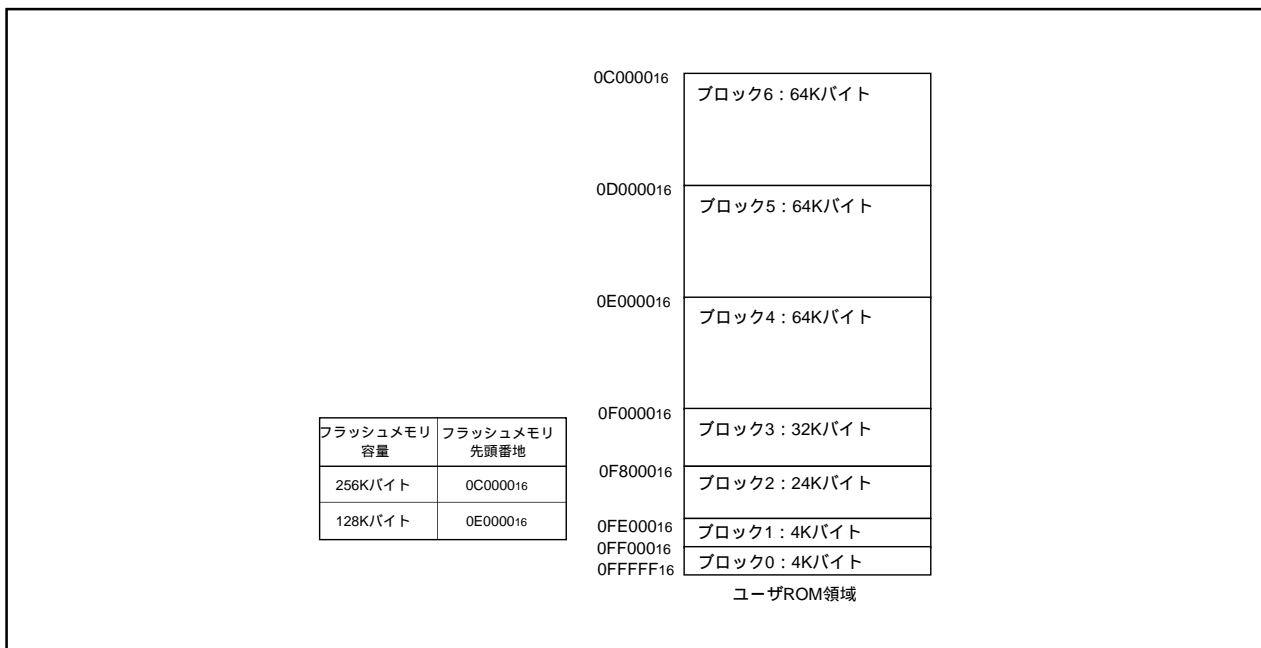 0C000016
ブロック6：64Kバイト
0D000016
ブロック5：64Kバイト
0E000016
ブロック4：64Kバイト
0F000016
ブロック3：32Kバイト
0F800016
ブロック2：24Kバイト
0FE00016
ブロック1：4Kバイト
0FF00016
ブロック0：4Kバイト
0FFFFF16
ユーザROM領域
フラッシュメモリ 容量 フラッシュメモリ 先頭番地
256Kバイト 0C000016
128Kバイト 0E000016